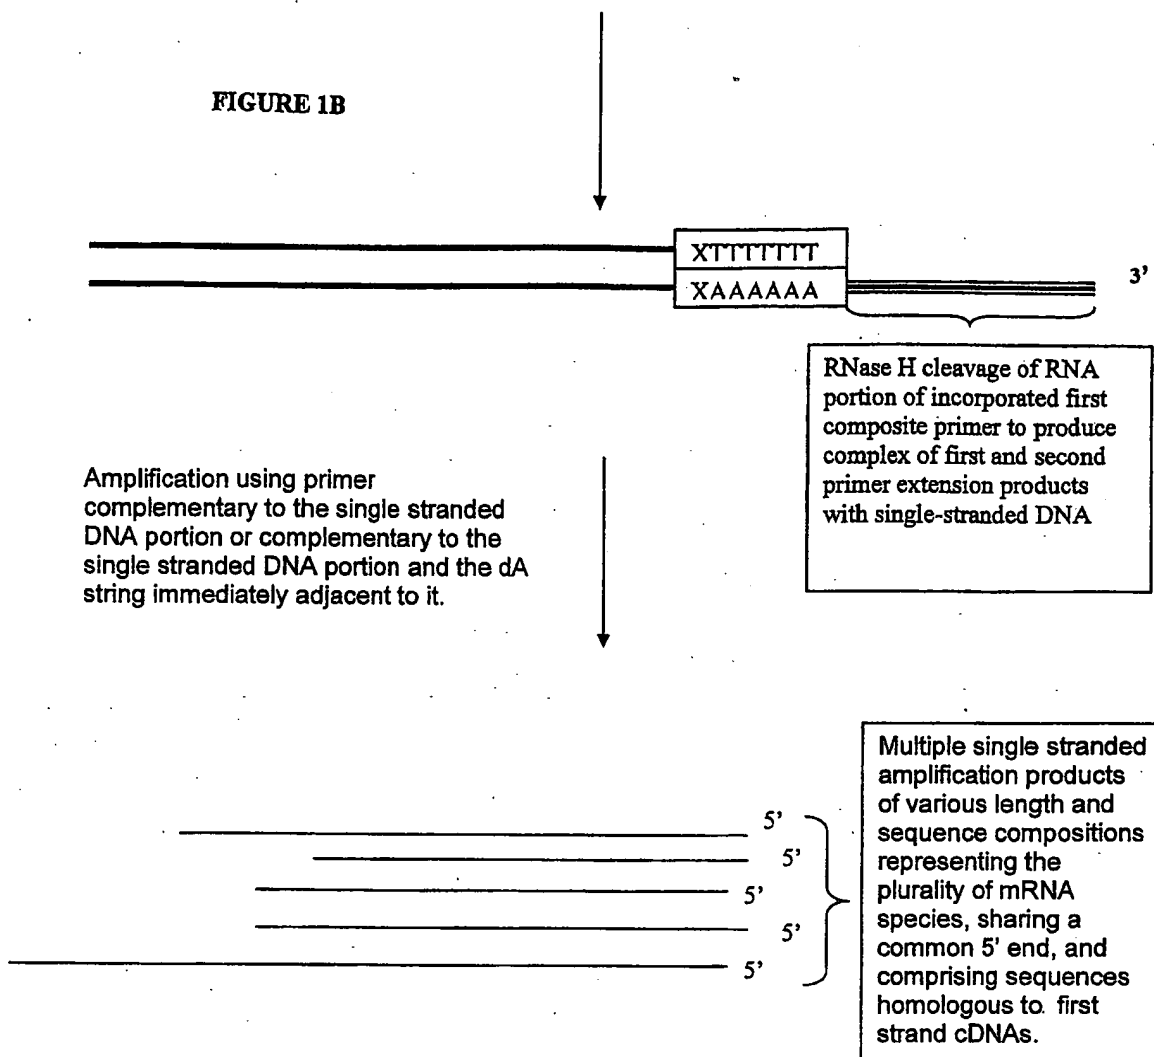 FIGURE 1B
XTTTTTTT
XAAAAAA
3'
RNase H cleavage of RNA
portion of incorporated first
composite primer to produce
complex of first and second
primer extension products
with single-stranded DNA
Amplification using primer
complementary to the single stranded
DNA portion or complementary to the
single stranded DNA portion and the dA
string immediately adjacent to it.
5'
5'
5'
5'
5'
Multiple single stranded
amplification products
of various length and
sequence compositions
representing the
plurality of mRNA
species, sharing a
common 5' end, and
comprising sequences
homologous to first
strand cDNAs.